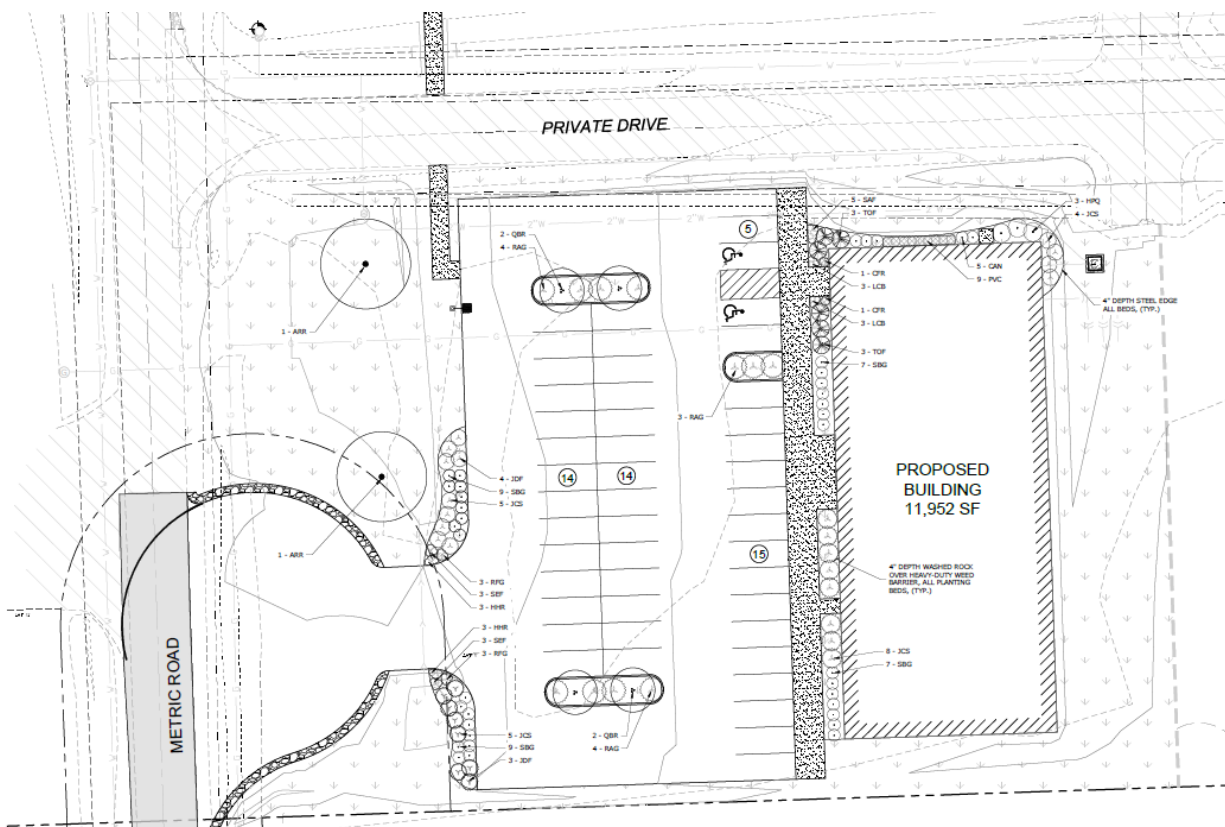 PRIVATE DRIVE
5 - SAF
3 - TOF
3 - HPQ
4 - JCS
2"W
2"W
5
2 - QBR
4 - RAG
1 - CFR
3 - LCB
5 - CAN
9 - PVC
E
4" DEPTH STEEL EDGE
ALL BEDS, (TYP.)
1 - ARR
1 - CFR
3 - LCB
3 - TOF
7 - SBG
3 - RAG
4 - JDF
9 - SBG
5 - JCS
14
14
PROPOSED
BUILDING
11,952 SF
1 - ARR
15
4" DEPTH WASHED ROCK
OVER HEAVY-DUTY WEED
BARRIER, ALL PLANTING
BEDS, (TYP.)
3 - RFG
3 - SEF
3 - HHR
3 - HHR
3 - SEF
3 - RFG
8 - JCS
7 - SBG
METRIC ROAD
5 - JCS
9 - SBG
3 - JDF
2 - QBR
4 - RAG